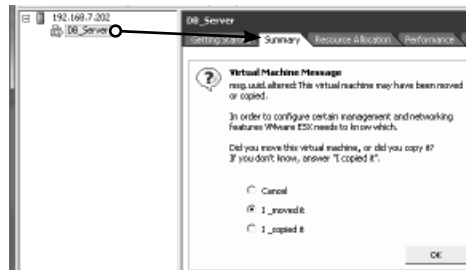 192.168.7.202
DB_Server
DB_Server
Getting Started Summary Resource Allocation Performance
Virtual Machine Message
msg.uuid.altered:This virtual machine may have been moved
or copied.
In order to configure certain management and networking
features VMware ESX needs to know which.
Did you move this virtual machine, or did you copy it?
If you don't know, answer "I copied it".
Cancel
I _moved it
I _copied it
OK